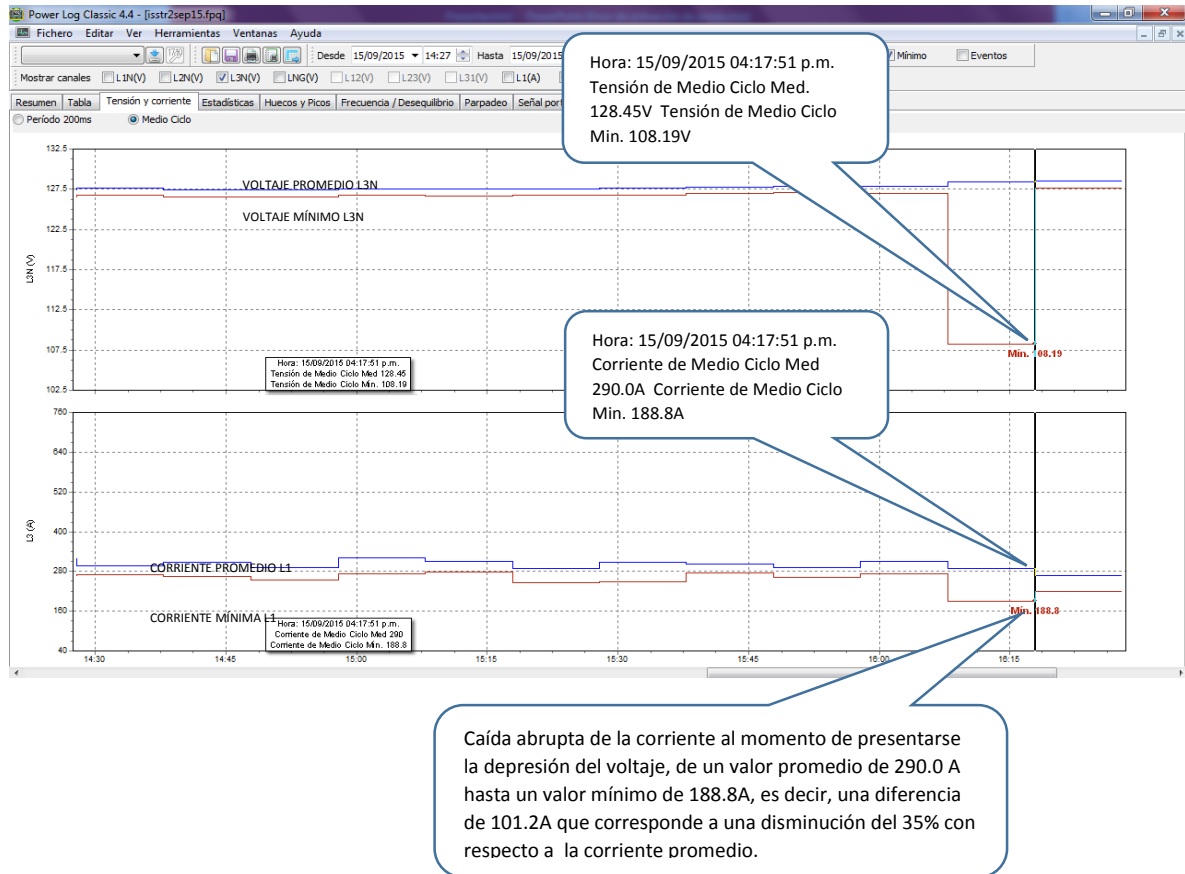 Power Log Classic 4.4 - [isstr2sep15.fpq]
Fichero Editar Ver Herramientas Ventanas Ayuda
Desde 15/09/2015 14:27 Hasta 15/09/2015
Mínimo Eventos
Mostrar canales L1N(V) L2N(V) L3N(V) LNG(V) L12(V) L23(V) L31(V) L1(A)
Resumen Tabla Tensión y corriente Estadísticas Huecos y Picos Frecuencia / Desequilibrio Parpadeo Señal port
Período 200ms Medio Ciclo
Hora: 15/09/2015 04:17:51 p.m.
Tensión de Medio Ciclo Med.
128.45V Tensión de Medio Ciclo
Min. 108.19V
132.5
127.5
122.5
117.5
112.5
107.5
102.5
L3N (V)
VOLTAJE PROMEDIO L3N
VOLTAJE MÍNIMO L3N
Hora: 15/09/2015 04:17:51 p.m.
Tensión de Medio Ciclo Med 128.45
Tensión de Medio Ciclo Mín. 108.19
Mín. 108.19
Hora: 15/09/2015 04:17:51 p.m.
Corriente de Medio Ciclo Med
290.0A Corriente de Medio Ciclo
Min. 188.8A
760
640
520
400
280
160
40
L3 (A)
CORRIENTE PROMEDIO L1
CORRIENTE MÍNIMA L1
Hora: 15/09/2015 04:17:51 p.m.
Corriente de Medio Ciclo Med 290
Corriente de Medio Ciclo Mín. 188.8
Mín. 188.8
14:30 14:45 15:00 15:15 15:30 15:45 16:00 16:15
Caída abrupta de la corriente al momento de presentarse
la depresión del voltaje, de un valor promedio de 290.0 A
hasta un valor mínimo de 188.8A, es decir, una diferencia
de 101.2A que corresponde a una disminución del 35% con
respecto a la corriente promedio.